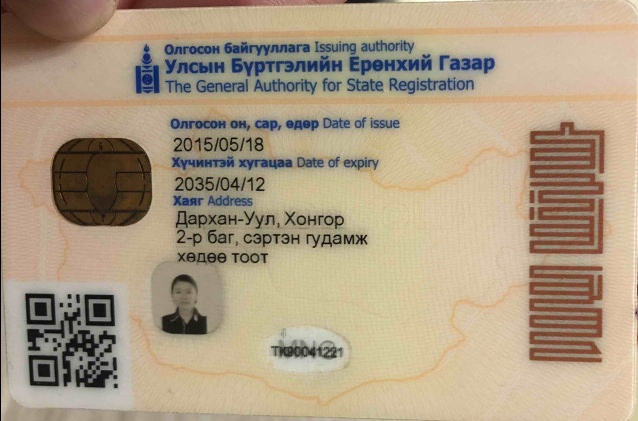 Олгосон байгууллага Issuing authority
Улсын Бүртгэлийн Ерөнхий Газар
The General Authority for State Registration
Олгосон он, сар, өдөр Date of issue
2015/05/18
Хүчинтэй хугацаа Date of expiry
2035/04/12
Хаяг Address
Дархан-Уул, Хонгор
2-р баг, сэртэн гудамж
хөдөө тоот
MNG
ТК90041221